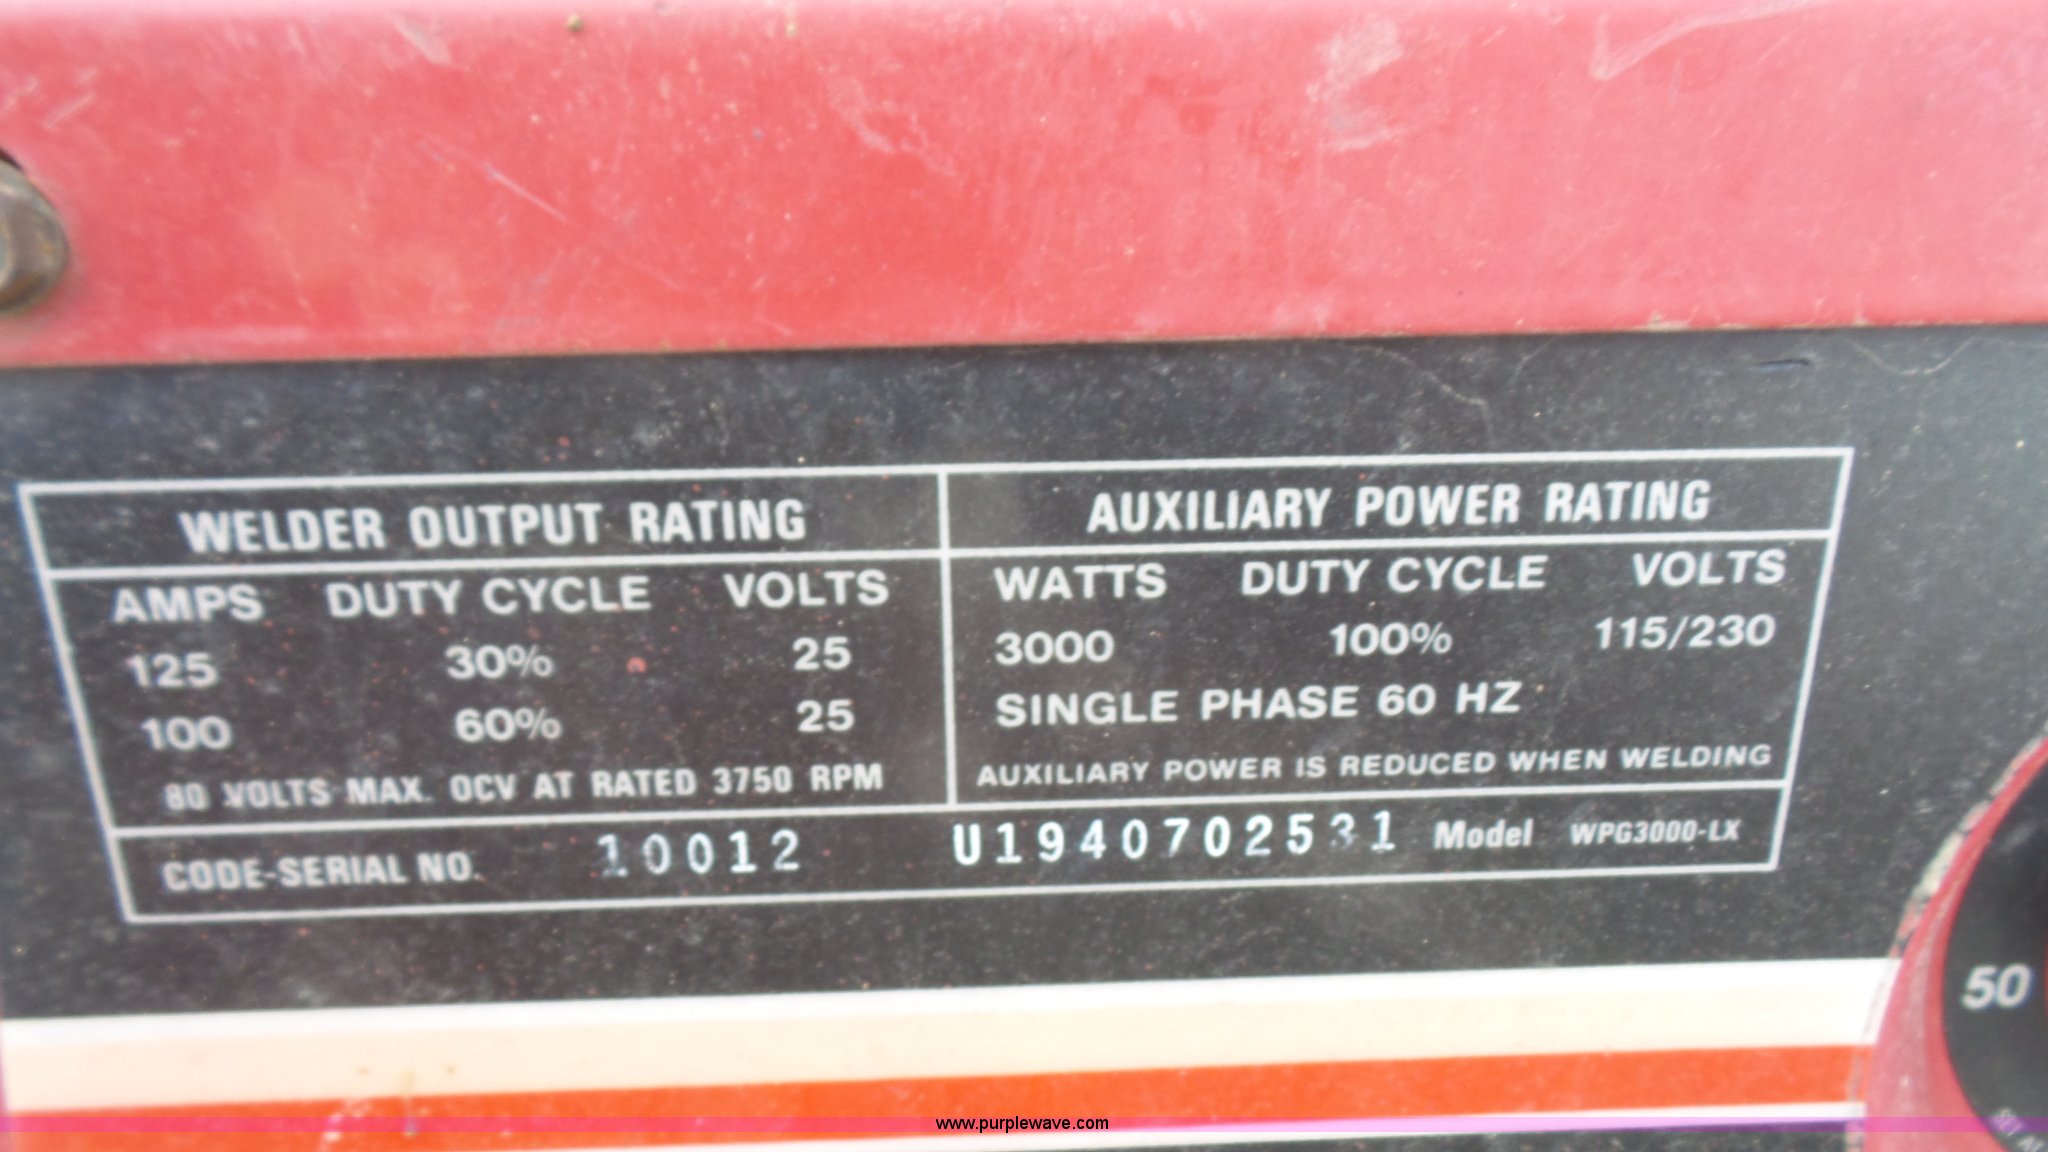 WELDER OUTPUT RATING
AMPS DUTY CYCLE VOLTS
125 30% 25
100 60% 25
80 VOLTS MAX. OCV AT RATED 3750 RPM
AUXILIARY POWER RATING
WATTS DUTY CYCLE VOLTS
3000 100% 115/230
SINGLE PHASE 60 HZ
AUXILIARY POWER IS REDUCED WHEN WELDING
CODE-SERIAL NO. 10012 U1940702531 Model WPG3000-LX
50
SET AT
www.purplewave.com